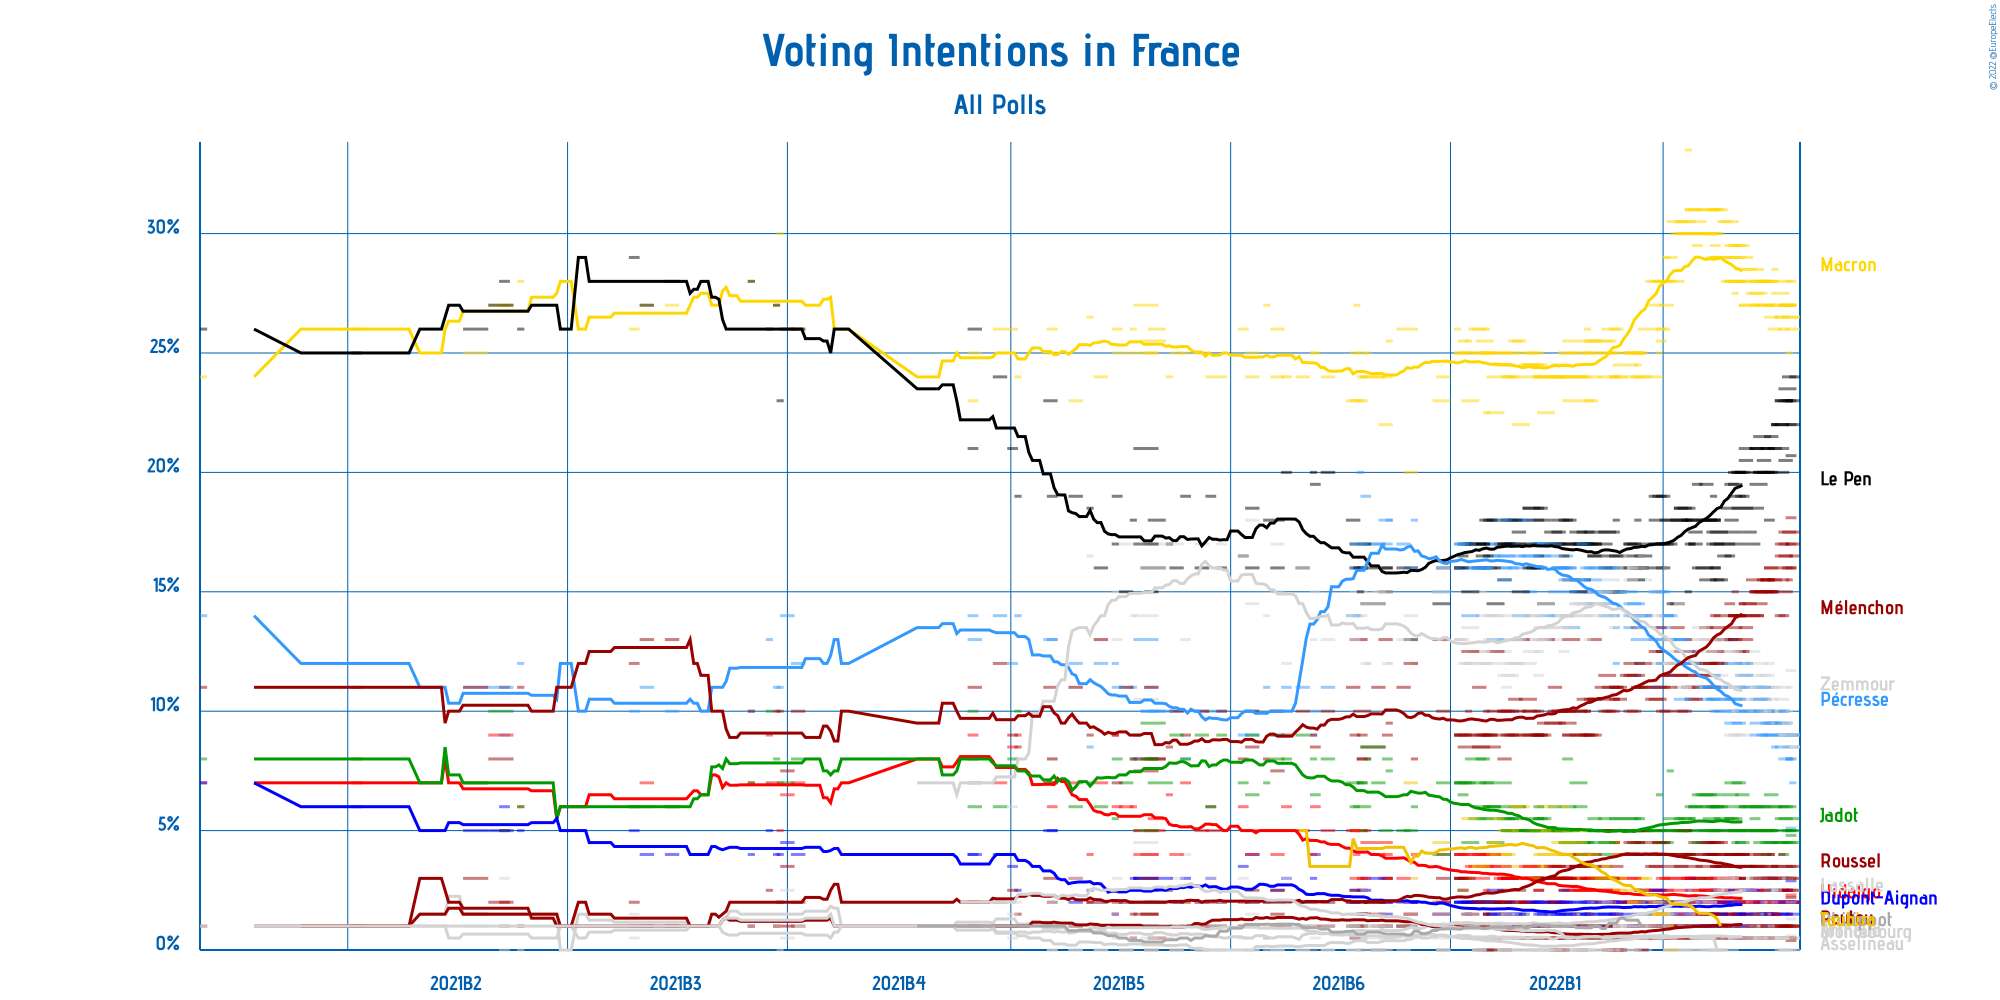 Voting Intentions in France
All Polls
© 2022 @EuropeElects
30%
25%
20%
15%
10%
5%
0%
Macron
Le Pen
Mélenchon
Zemmour
Pécresse
Jadot
Roussel
Lassalle
Dupont-Aignan
Asselineau
2021B2
2021B3
2021B4
2021B5
2021B6
2022B1